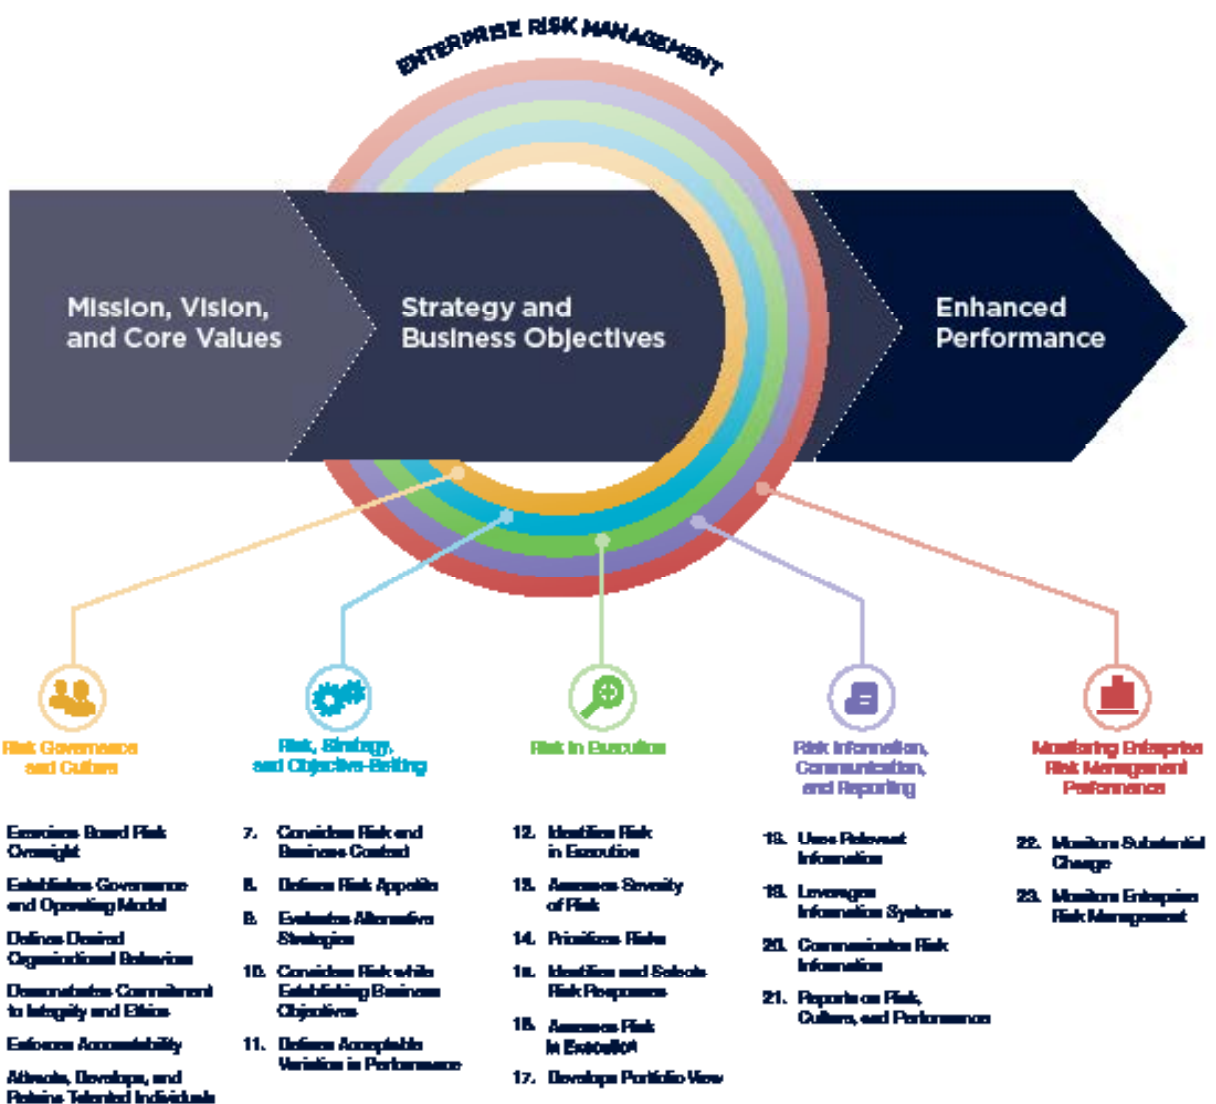 ENTERPRISE RISK MANAGEMENT
Mission, Vision,
and Core Values
Strategy and
Business Objectives
Enhanced
Performance
Risk Governance
and Culture
Risk, Strategy,
and Objective-Setting
Risk in Execution
Risk Information,
Communication,
and Reporting
Monitoring Enterprise
Risk Management
Performance
Exercises Board Risk
Oversight
Establishes Governance
and Operating Model
Defines Desired
Organizational Behaviors
Demonstrates Commitment
to Integrity and Ethics
Enforces Accountability
Attracts, Develops, and
Retains Talented Individuals
7. Considers Risk and
Business Context
8. Defines Risk Appetite
9. Evaluates Alternative
Strategies
10. Considers Risk while
Establishing Business
Objectives
11. Defines Acceptable
Variation in Performance
12. Identifies Risk
in Execution
13. Assesses Severity
of Risk
14. Prioritizes Risks
15. Identifies and Selects
Risk Responses
16. Assesses Risk
in Execution
17. Develops Portfolio View
18. Uses Relevant
Information
19. Leverages
Information Systems
20. Communicates Risk
Information
21. Reports on Risk,
Culture, and Performance
22. Monitors Substantial
Change
23. Monitors Enterprise
Risk Management